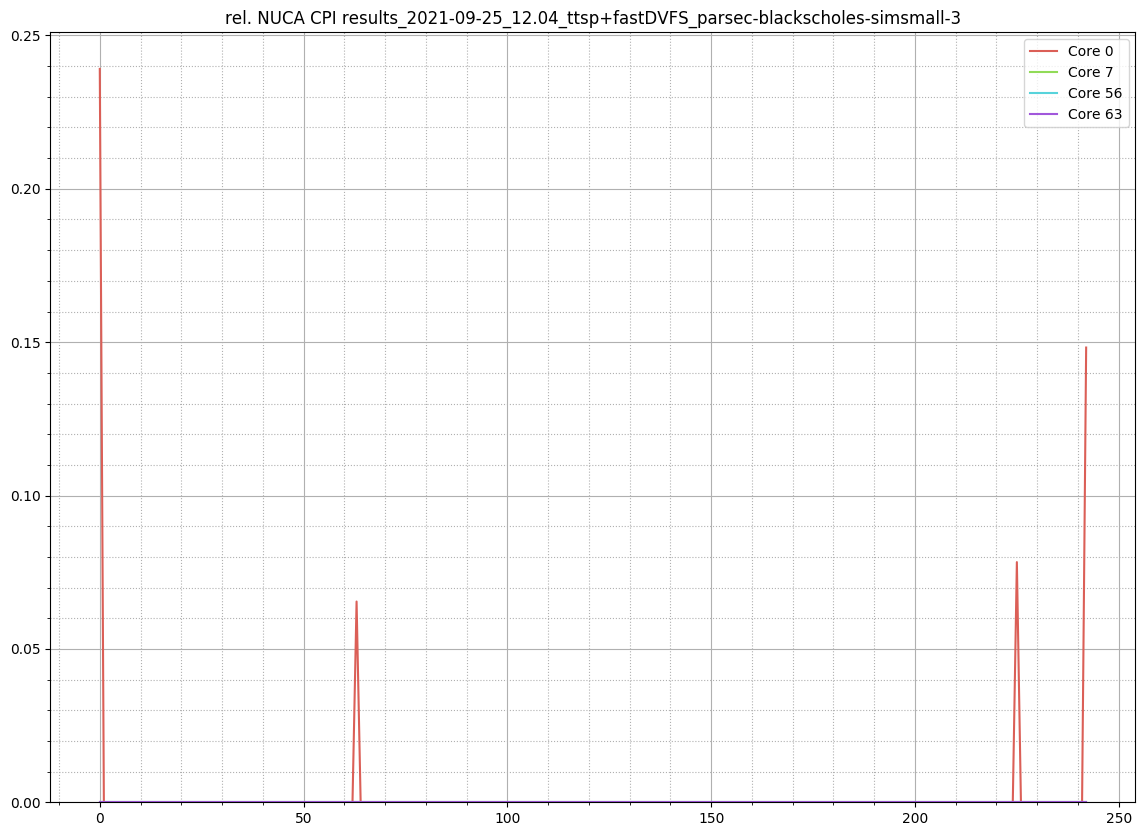 rel. NUCA CPI results_2021-09-25_12.04_ttsp+fastDVFS_parsec-blackscholes-simsmall-3
Core 0
Core 7
Core 56
Core 63
0.25
0.20
0.15
0.10
0.05
0.00
0 50 100 150 200 250